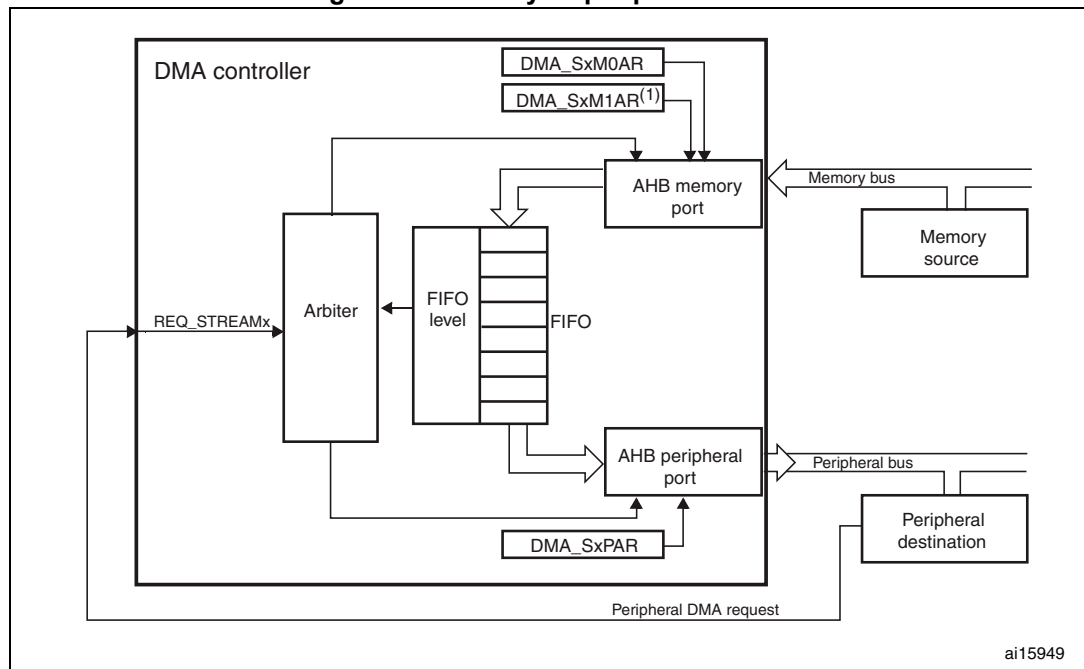 DMA controller
DMA_SxM0AR
DMA_SxM1AR(1)
AHB memory
port
Memory bus
Memory
source
REQ_STREAMx
Arbiter
FIFO
level
FIFO
AHB peripheral
port
Peripheral bus
Peripheral
destination
DMA_SxPAR
Peripheral DMA request
ai15949